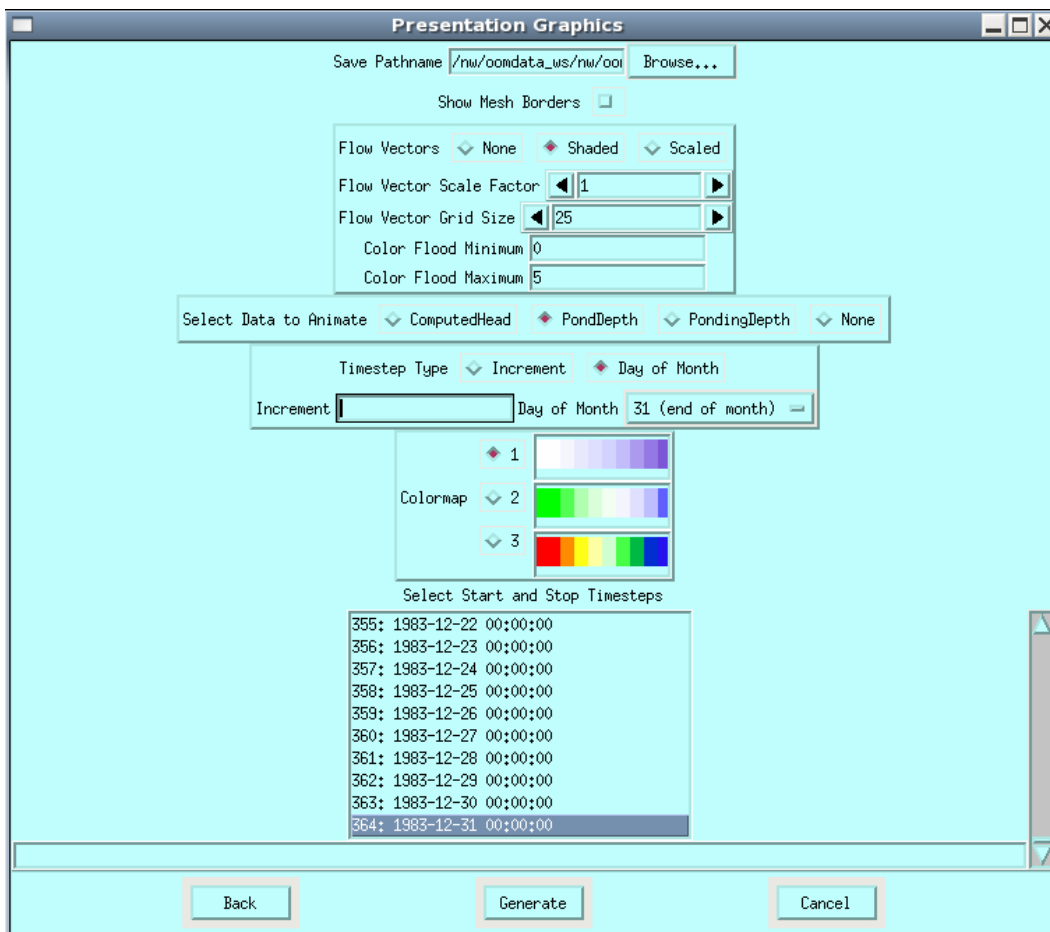 Presentation Graphics
Save Pathname /nw/oomdata_ws/nw/oo Browse...
Show Mesh Borders
Flow Vectors None Shaded Scaled
Flow Vector Scale Factor 1
Flow Vector Grid Size 25
Color Flood Minimum 0
Color Flood Maximum 5
Select Data to Animate ComputedHead PondDepth PondingDepth None
Timestep Type Increment Day of Month
Increment Day of Month 31 (end of month)
1
Colormap 2
3
Select Start and Stop Timesteps
355: 1983-12-22 00:00:00
356: 1983-12-23 00:00:00
357: 1983-12-24 00:00:00
358: 1983-12-25 00:00:00
359: 1983-12-26 00:00:00
360: 1983-12-27 00:00:00
361: 1983-12-28 00:00:00
362: 1983-12-29 00:00:00
363: 1983-12-30 00:00:00
364: 1983-12-31 00:00:00
Back Generate Cancel